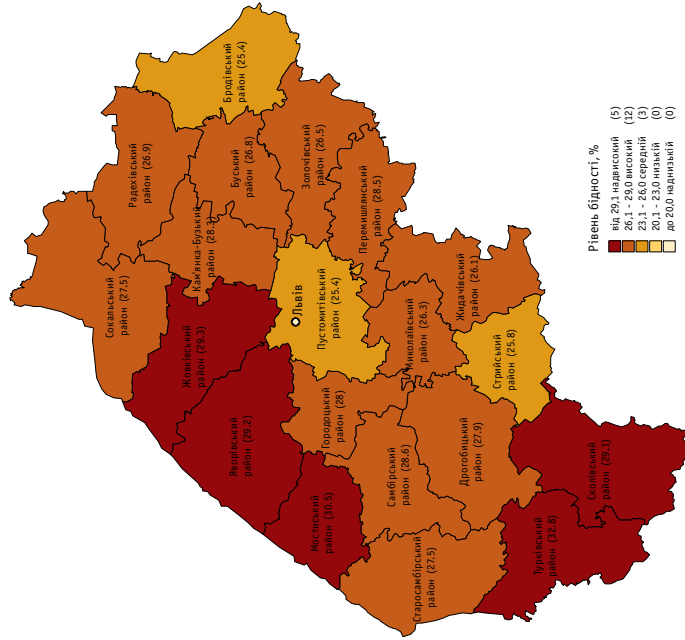 Сокальський
район (27.5)
Радехівський
район (26.9)
Бродівський
район (25.4)
Кам'янка-Бузький
район (28.3)
Буський
район (26.8)
Жовківський
район (29.3)
Золочівський
район (26.5)
Яворівський
район (29.2)
Львів
Пустомитівський
район (25.4)
Перемишлянський
район (28.5)
Городоцький
район (28)
Мостиський
район (30.5)
Миколаївський
район (26.3)
Жидачівський
район (26.1)
Самбірський
район (28.6)
Дрогобицький
район (27.9)
Стрийський
район (25.8)
Старосамбірський
район (27.5)
Турківський
район (32.8)
Сколівський
район (29.1)
Рівень бідності, %
від 29,1 надвисокий (5)
26,1 - 29,0 високий (12)
23,1 - 26,0 середній (3)
20,1 - 23,0 низькій (0)
до 20,0 наднизькій (0)